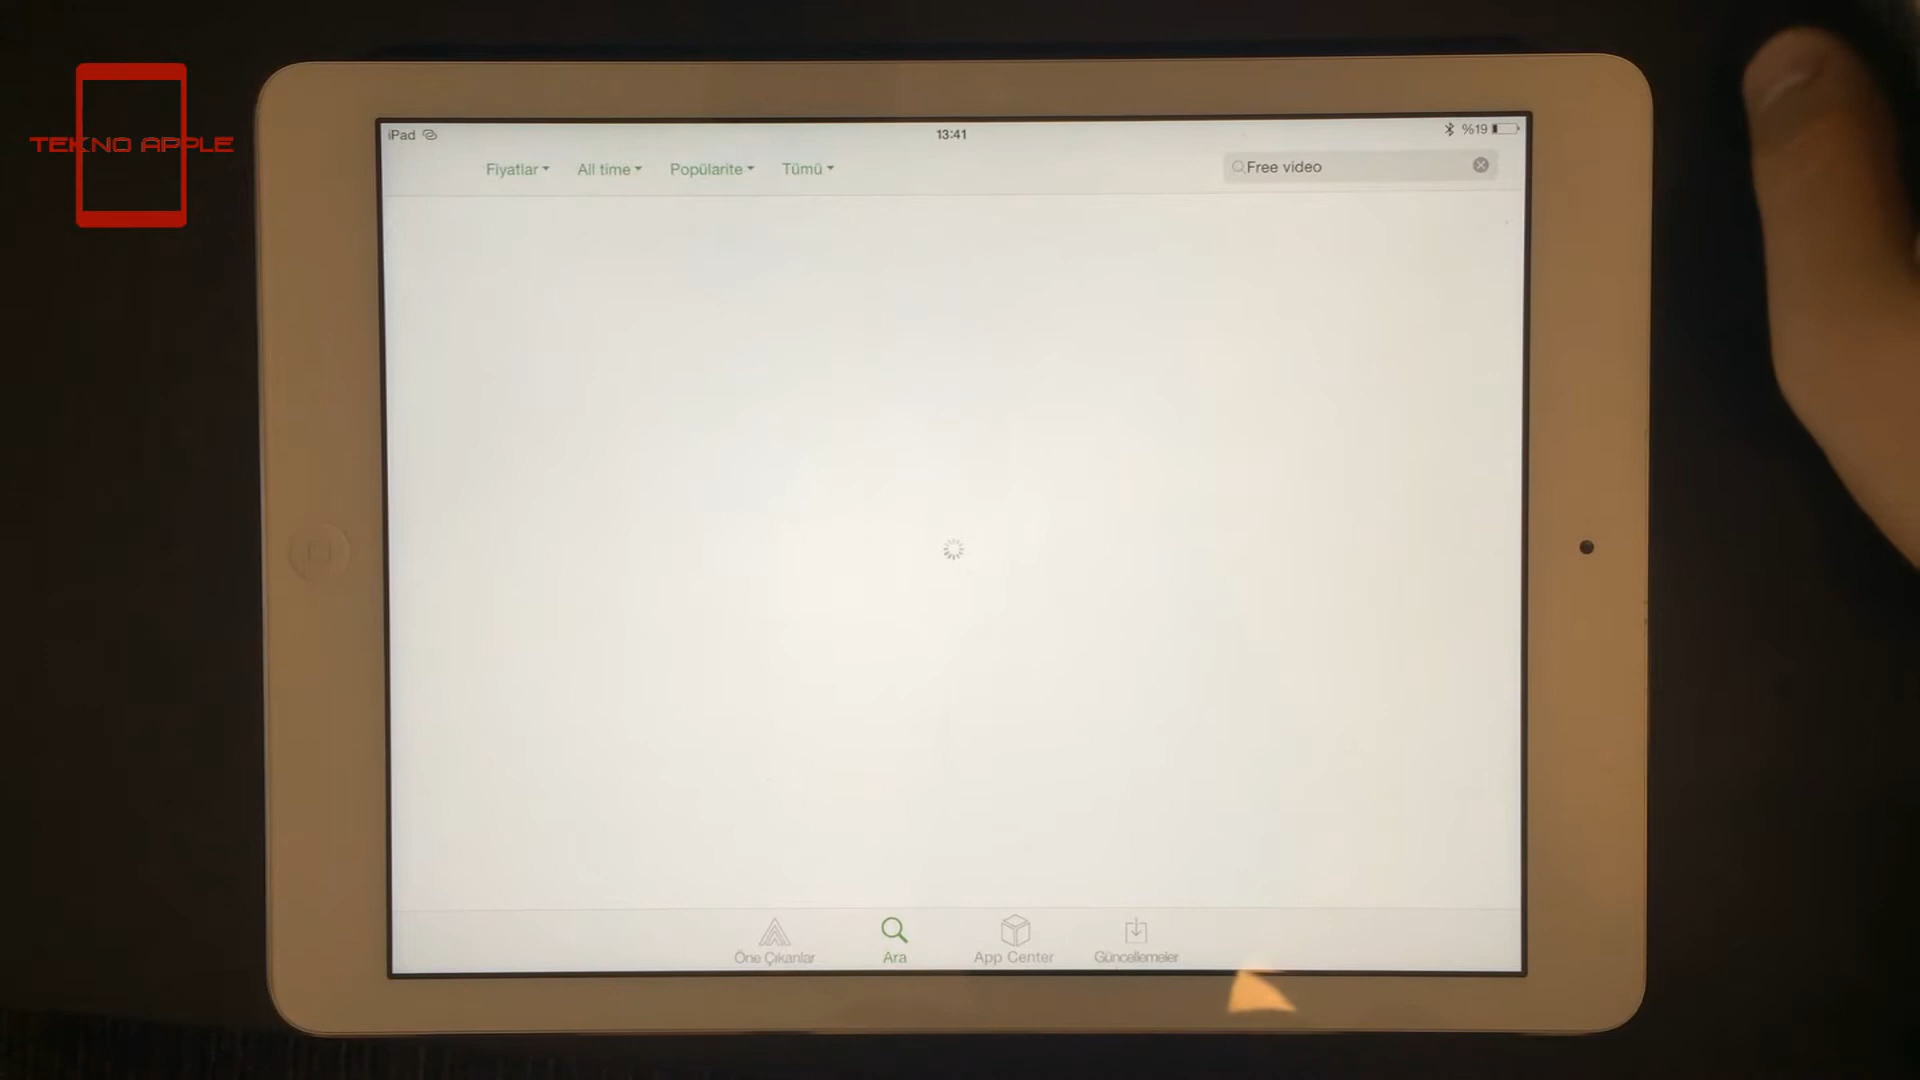 TEKNO APPLE
iPad
13:41
%19
Fiyatlar
All time
Popülarite
Tümü
Free video
Öne Çıkanlar
Ara
App Center
Güncellemeler